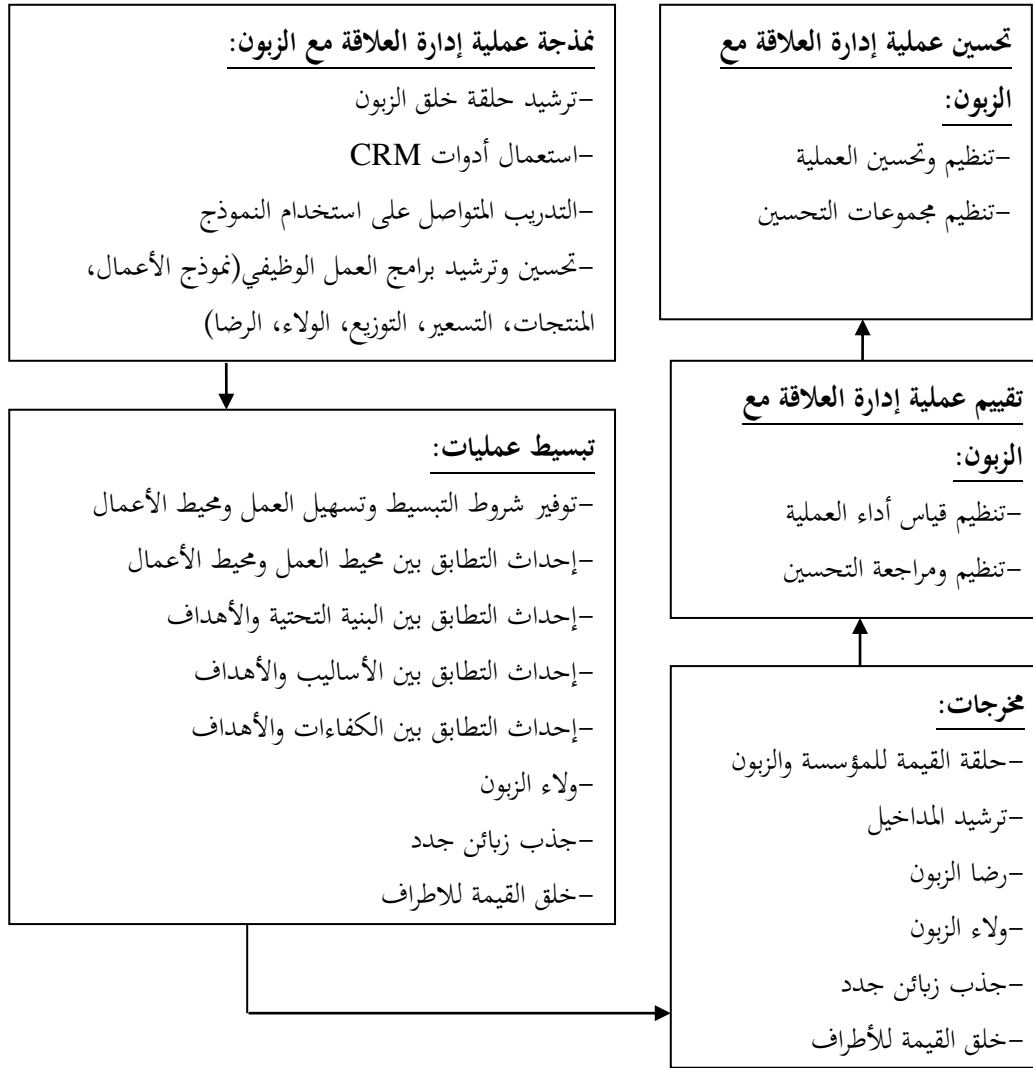 نمذجة عملية إدارة العلاقة مع الزبون:
-ترشيد حلقة خلق الزبون
-استعمال أدوات CRM
-التدريب المتواصل على استخدام النموذج
-تحسين وترشيد برامج العمل الوظيفي(نموذج الأعمال،
المنتجات، التسعير، التوزيع، الولاء، الرضا)
تبسيط عمليات:
-توفير شروط التبسيط وتسهيل العمل ومحيط الأعمال
-إحداث التطابق بين محيط العمل ومحيط الأعمال
-إحداث التطابق بين البنية التحتية والأهداف
-إحداث التطابق بين الأساليب والأهداف
-إحداث التطابق بين الكفاءات والأهداف
-ولاء الزبون
-جذب زبائن جدد
-خلق القيمة للاطراف
مخرجات:
-حلقة القيمة للمؤسسة والزبون
-ترشيد المداخيل
-رضا الزبون
-ولاء الزبون
-جذب زبائن جدد
-خلق القيمة للأطراف
تقييم عملية إدارة العلاقة مع
الزبون:
-تنظيم قياس أداء العملية
-تنظيم ومراجعة التحسين
تحسين عملية إدارة العلاقة مع
الزبون:
-تنظيم وتحسين العملية
-تنظيم مجموعات التحسين